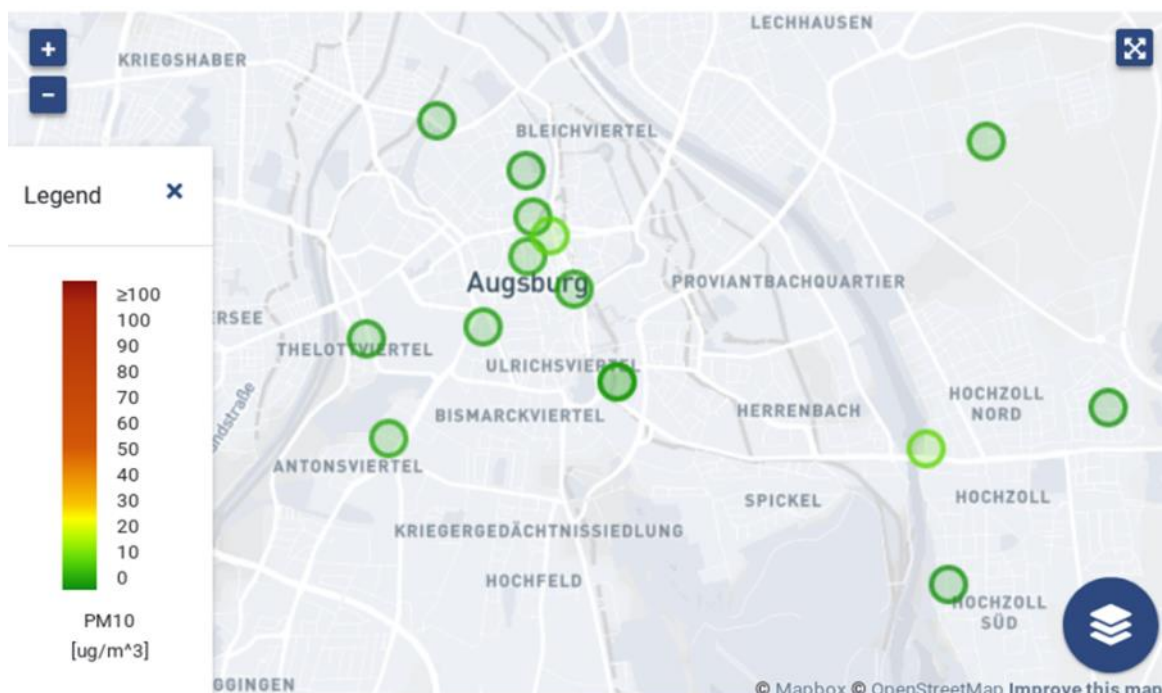 LECHHAUSEN
+
KRIEGSHABER
−
BLEICHVIERTEL
Legend ×
Augsburg
PROVIANTBACHQUARTIER
≥100
100
90
80
70
60
50
40
30
20
10
0
PM10
[ug/m^3]
ERSEE
THELOTTVIERTEL
ULRICHSVIERTEL
ndstraße
BISMARCKVIERTEL
HERRENBACH
HOCHZOLL
NORD
ANTONSVIERTEL
SPICKEL
HOCHZOLL
KRIEGERGEDÄCHTNISSIEDLUNG
HOCHFELD
HOCHZOLL
SÜD
GGINGEN
© Mapbox © OpenStreetMap Improve this map